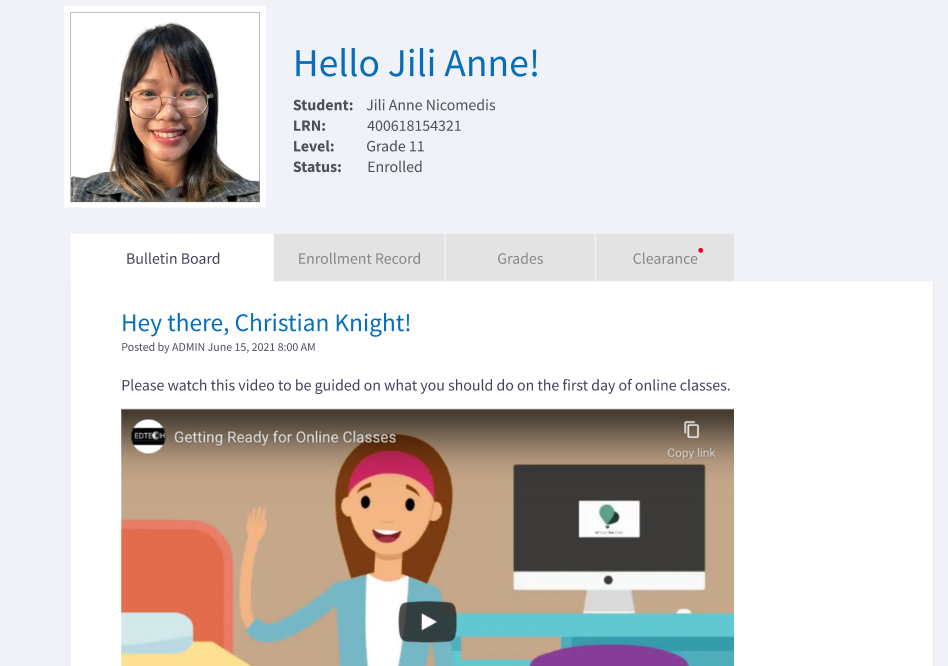 Hello Jili Anne!
Student: Jili Anne Nicomedis
LRN: 400618154321
Level: Grade 11
Status: Enrolled
Bulletin Board
Enrollment Record
Grades
Clearance
Hey there, Christian Knight!
Posted by ADMIN June 15, 2021 8:00 AM
Please watch this video to be guided on what you should do on the first day of online classes.
EDTECH
Getting Ready for Online Classes
Copy link